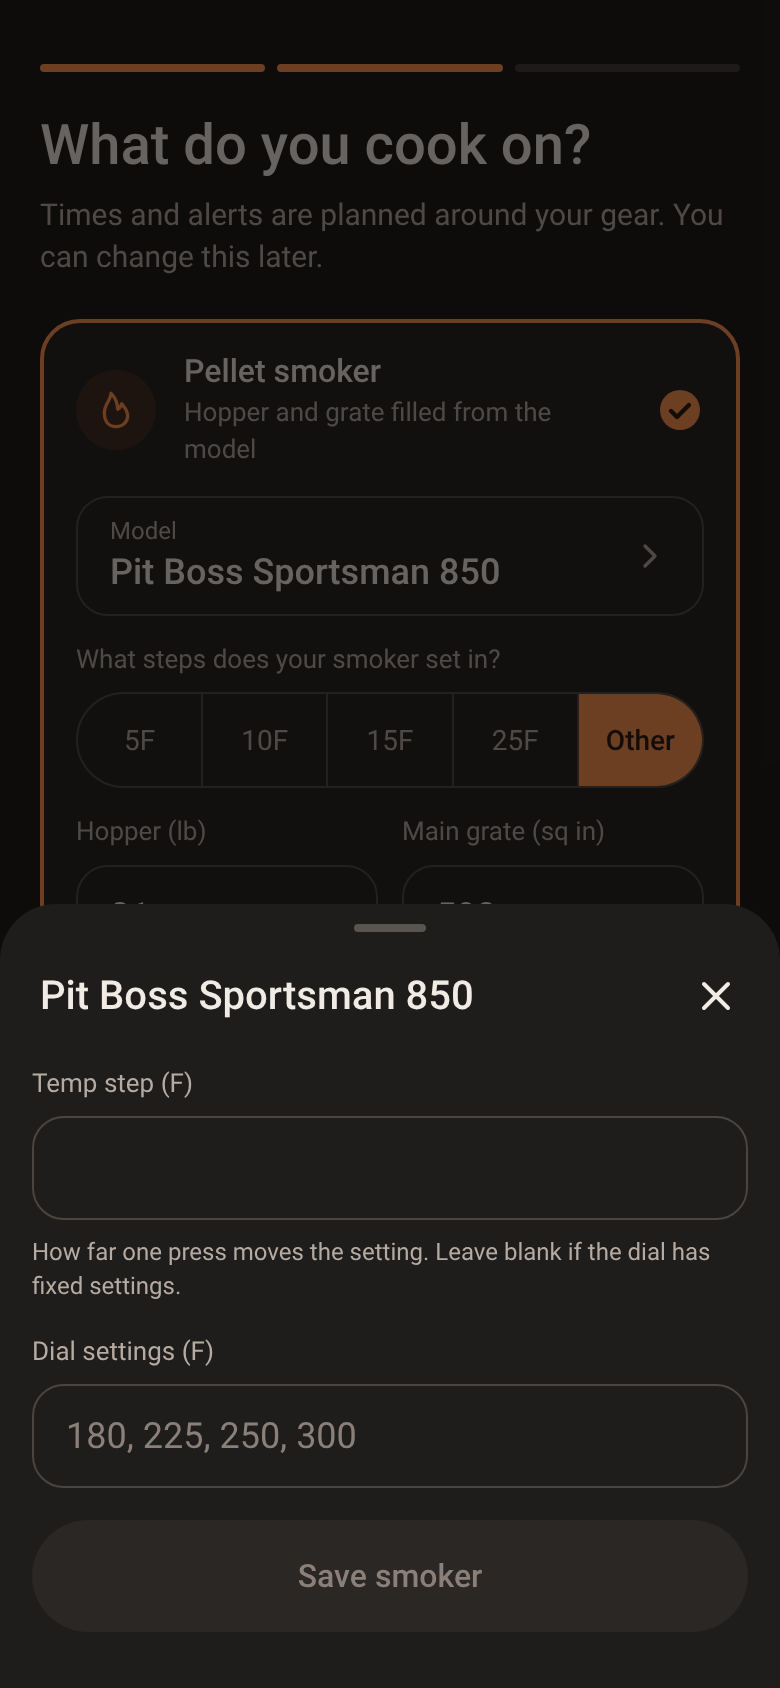 What do you cook on?
Times and alerts are planned around your gear. You
can change this later.
Pellet smoker
Hopper and grate filled from the
model
Model
Pit Boss Sportsman 850
What steps does your smoker set in?
5F 10F 15F 25F Other
Hopper (lb) Main grate (sq in)
Pit Boss Sportsman 850
Temp step (F)
How far one press moves the setting. Leave blank if the dial has
fixed settings.
Dial settings (F)
180, 225, 250, 300
Save smoker